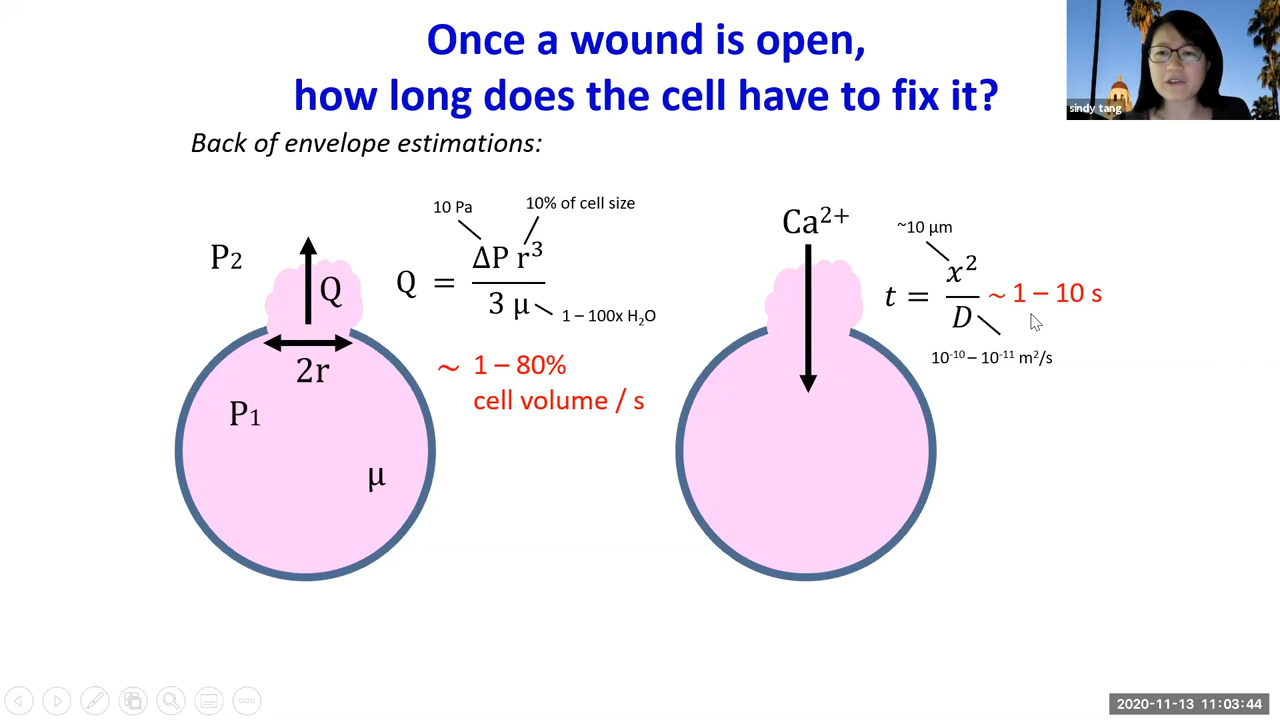 Once a wound is open,
how long does the cell have to fix it?
Back of envelope estimations:
sindy tang
P₂
Q
2r
P₁
μ
10 Pa
10% of cell size
Q = ΔP r³ / 3 μ
1 – 100x H₂O
~ 1 – 80%
cell volume / s
Ca²⁺
~10 μm
t = x² / D ~ 1 – 10 s
10⁻¹⁰ – 10⁻¹¹ m²/s
2020-11-13 11:03:44